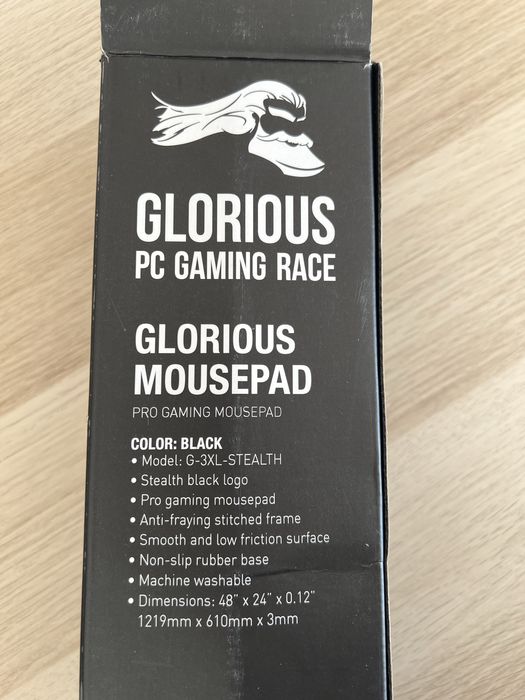 GLORIOUS
PC GAMING RACE
GLORIOUS
MOUSEPAD
PRO GAMING MOUSEPAD
COLOR: BLACK
• Model: G-3XL-STEALTH
• Stealth black logo
• Pro gaming mousepad
• Anti-fraying stitched frame
• Smooth and low friction surface
• Non-slip rubber base
• Machine washable
• Dimensions: 48" x 24" x 0.12"
1219mm x 610mm x 3mm